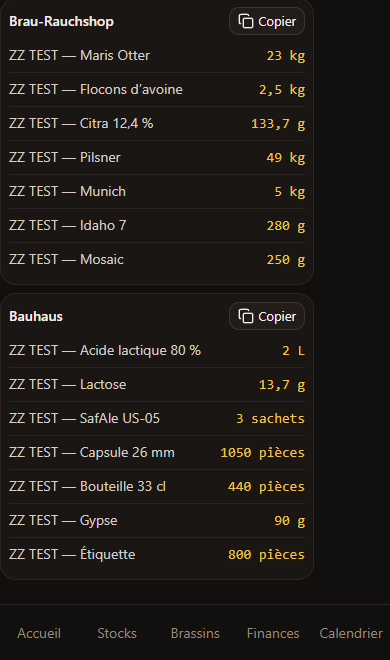 Brau-Rauchshop Copier
ZZ TEST — Maris Otter 23 kg
ZZ TEST — Flocons d’avoine 2,5 kg
ZZ TEST — Citra 12,4 % 133,7 g
ZZ TEST — Pilsner 49 kg
ZZ TEST — Munich 5 kg
ZZ TEST — Idaho 7 280 g
ZZ TEST — Mosaic 250 g
Bauhaus Copier
ZZ TEST — Acide lactique 80 % 2 L
ZZ TEST — Lactose 13,7 g
ZZ TEST — SafAle US-05 3 sachets
ZZ TEST — Capsule 26 mm 1050 pièces
ZZ TEST — Bouteille 33 cl 440 pièces
ZZ TEST — Gypse 90 g
ZZ TEST — Étiquette 800 pièces
Accueil Stocks Brassins Finances Calendrier